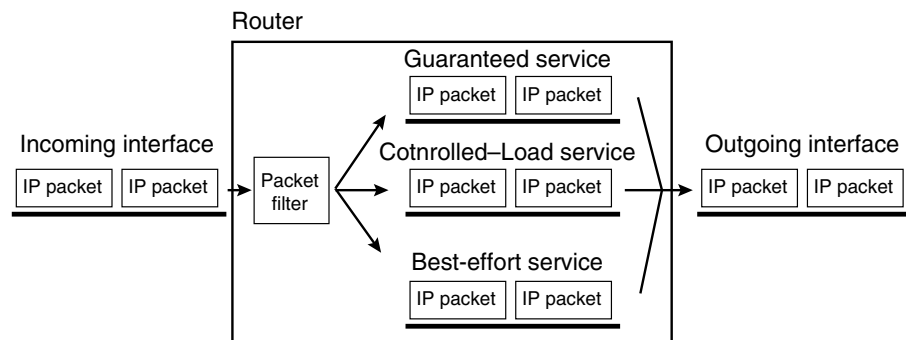 Router
Guaranteed service
IP packet IP packet
Incoming interface
Cotnrolled–Load service
Outgoing interface
IP packet IP packet
Packet
filter
IP packet IP packet
IP packet IP packet
Best-effort service
IP packet IP packet